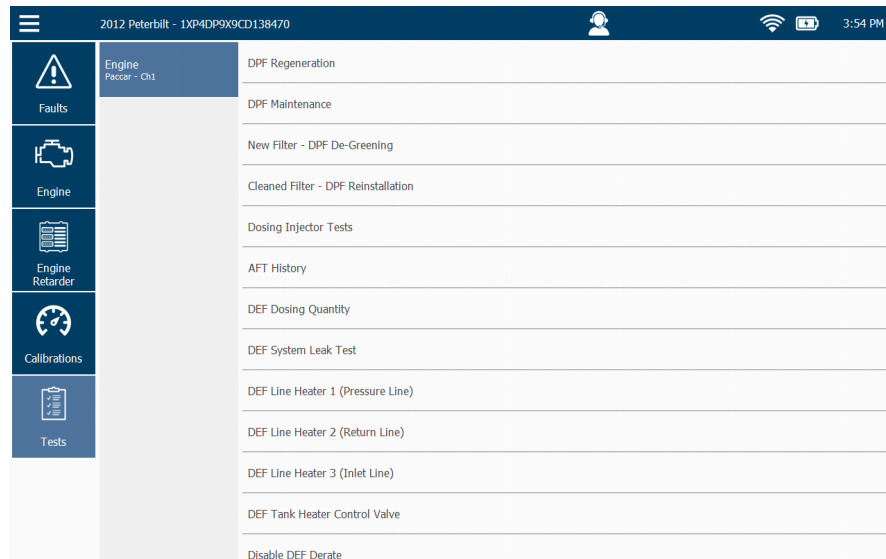 2012 Peterbilt - 1XP4DP9X9CD138470
3:54 PM
Faults
Engine
Engine
Retarder
Calibrations
Tests
Engine
Paccar - Ch1
DPF Regeneration
DPF Maintenance
New Filter - DPF De-Greening
Cleaned Filter - DPF Reinstallation
Dosing Injector Tests
AFT History
DEF Dosing Quantity
DEF System Leak Test
DEF Line Heater 1 (Pressure Line)
DEF Line Heater 2 (Return Line)
DEF Line Heater 3 (Inlet Line)
DEF Tank Heater Control Valve
Disable DEF Derate